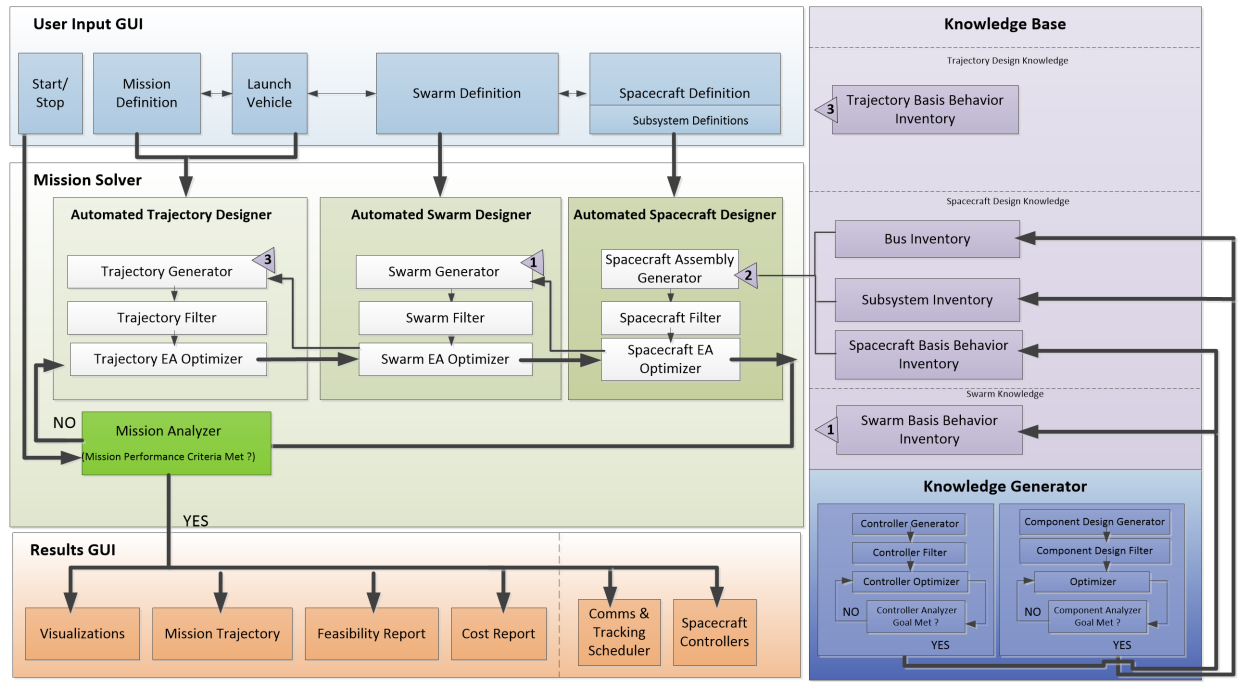 User Input GUI
Start/
Stop
Mission
Definition
Launch
Vehicle
Swarm Definition
Spacecraft Definition
Subsystem Definitions
Mission Solver
Automated Trajectory Designer
Trajectory Generator
3
Trajectory Filter
Trajectory EA Optimizer
Automated Swarm Designer
Swarm Generator
1
Swarm Filter
Swarm EA Optimizer
Automated Spacecraft Designer
Spacecraft Assembly
Generator
2
Spacecraft Filter
Spacecraft EA
Optimizer
NO
Mission Analyzer
(Mission Performance Criteria Met ?)
YES
Results GUI
Visualizations
Mission Trajectory
Feasibility Report
Cost Report
Comms &
Tracking
Scheduler
Spacecraft
Controllers
Knowledge Base
Trajectory Design Knowledge
3
Trajectory Basis Behavior
Inventory
Spacecraft Design Knowledge
Bus Inventory
Subsystem Inventory
Spacecraft Basis Behavior
Inventory
Swarm Knowledge
1
Swarm Basis Behavior
Inventory
Knowledge Generator
Controller Generator
Controller Filter
Controller Optimizer
NO
Controller Analyzer
Goal Met ?
YES
Component Design Generator
Component Design Filter
Optimizer
NO
Component Analyzer
Goal Met ?
YES